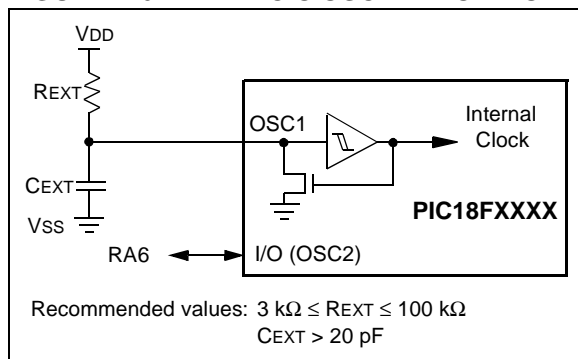 VDD
REXT
OSC1
Internal
Clock
CEXT
PIC18FXXXX
VSS
RA6
I/O (OSC2)
Recommended values: 3 kΩ ≤ REXT ≤ 100 kΩ
CEXT > 20 pF